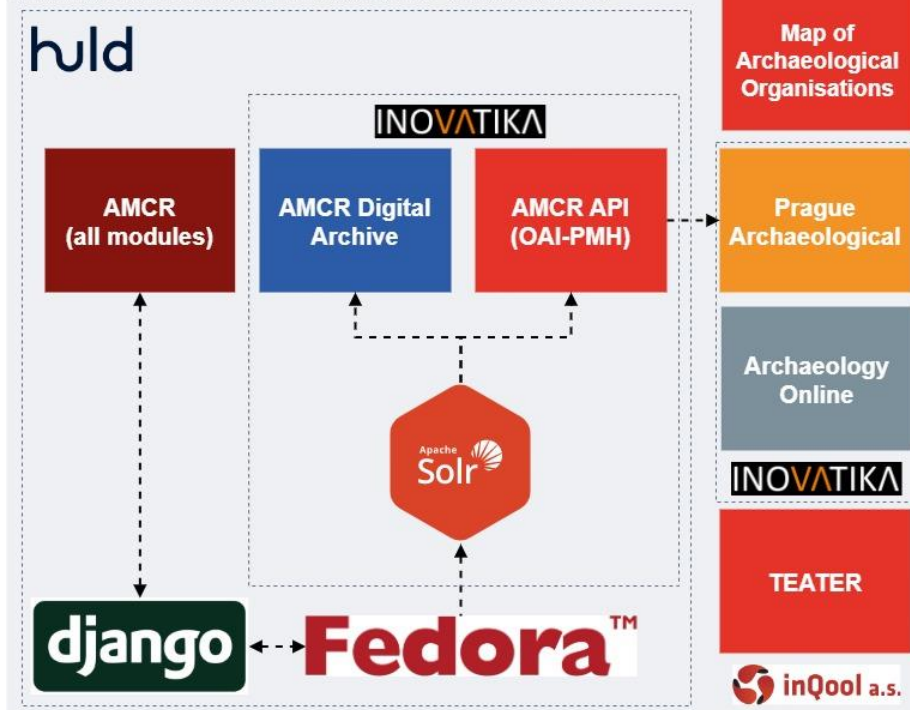 huld
INOVATIKA
AMCR
(all modules)
AMCR Digital
Archive
AMCR API
(OAI-PMH)
Apache
Solr
django
Fedora™
Map of
Archaeological
Organisations
Prague
Archaeological
Archaeology
Online
INOVATIKA
TEATER
inQool a.s.